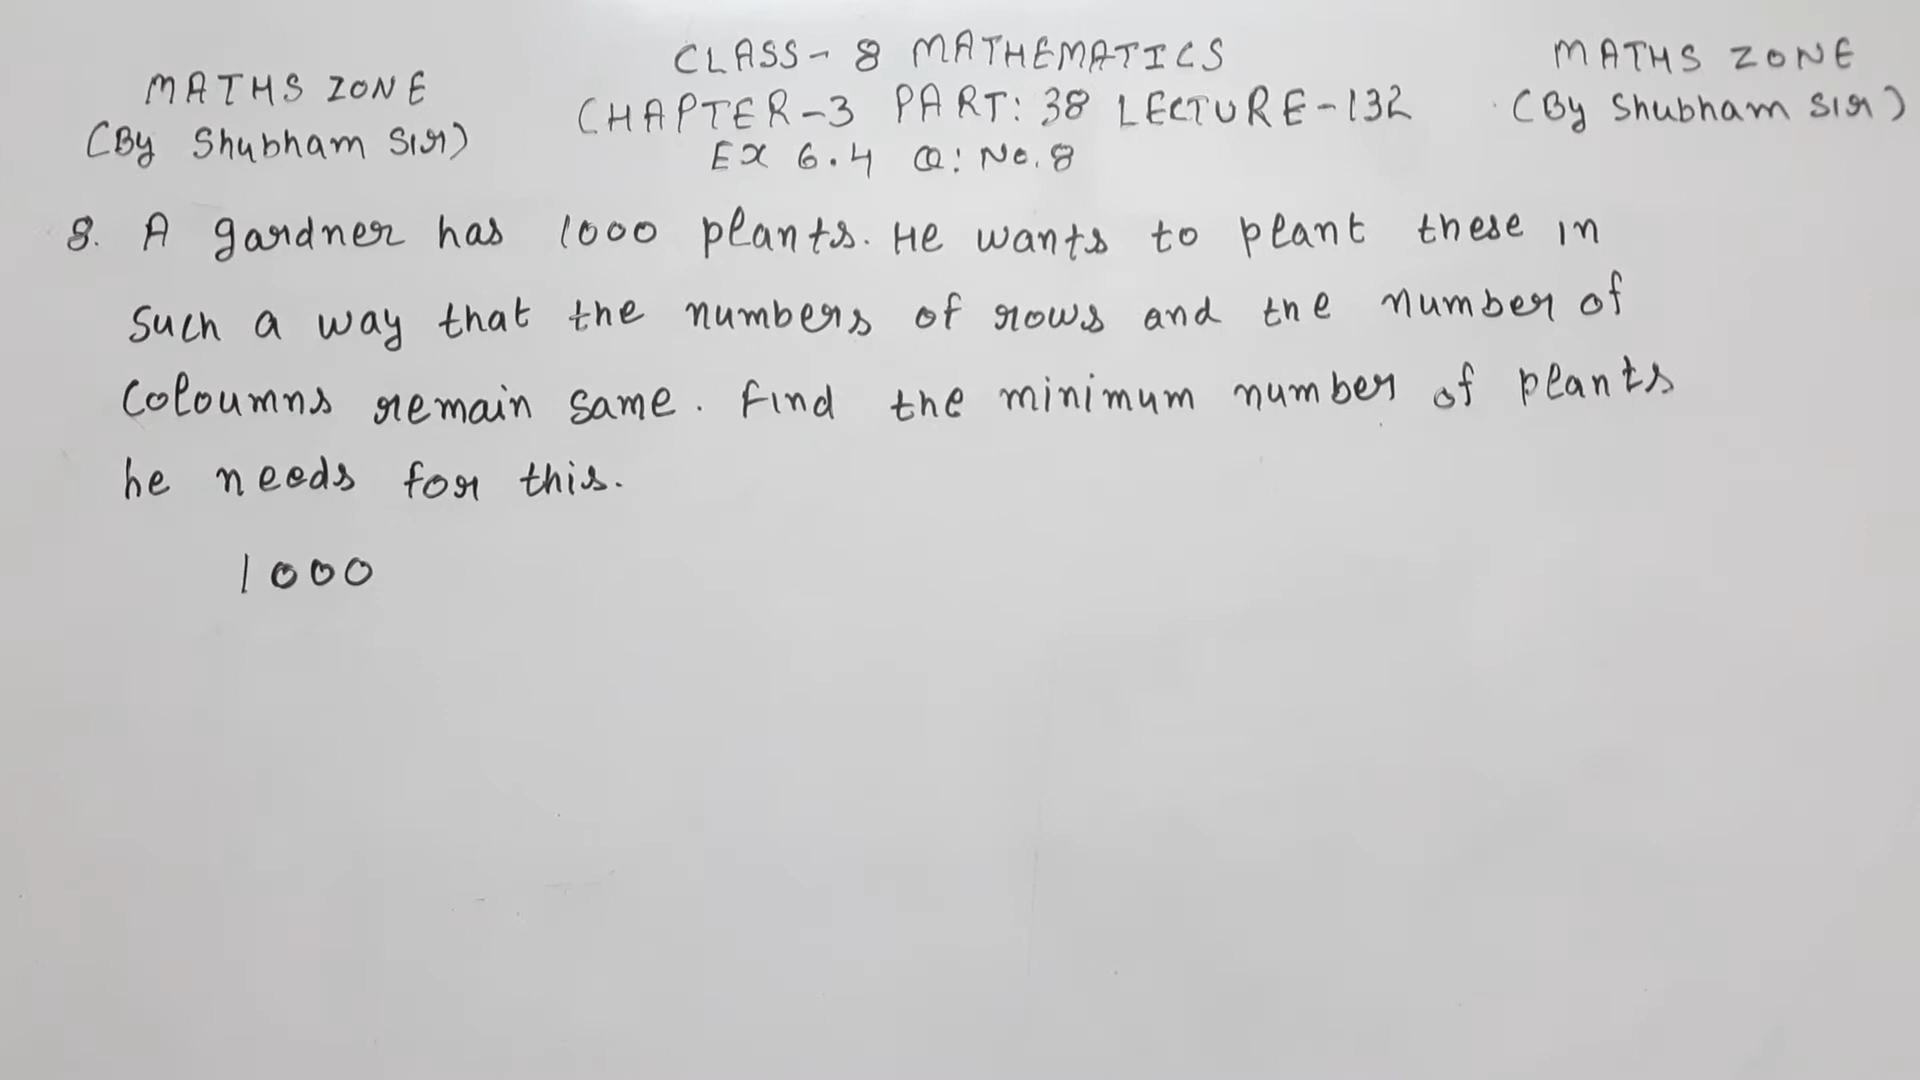 MATHS ZONE
(By Shubham Sir)
CLASS- 8 MATHEMATICS
CHAPTER-3 PART: 38 LECTURE-132
EX 6.4 Q: No. 8
MATHS ZONE
(By Shubham Sir)
8. A gardner has 1000 plants. He wants to plant these in
Such a way that the numbers of rows and the number of
Coloumns remain same. Find the minimum number of plants
he needs for this.
1000